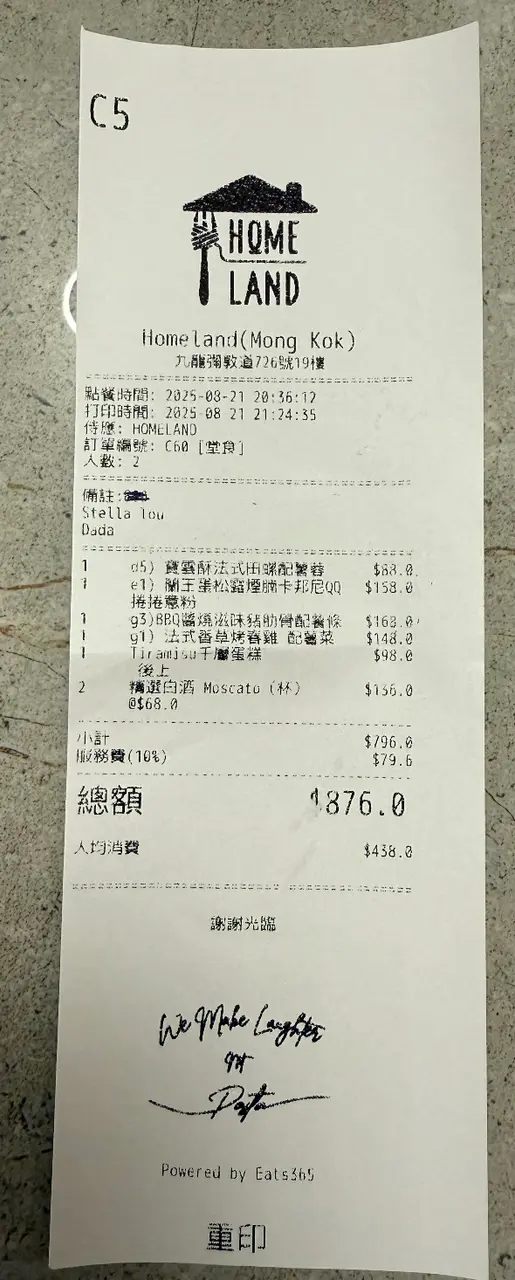 C5
HOME
LAND
Homeland(Mong Kok)
九龍彌敦道726號19樓
點餐時間: 2025-08-21 20:36:12
打印時間: 2025-08-21 21:24:35
侍應: HOMELAND
訂單編號: C60 [堂食]
人數: 2
備註:
Stella
Dada
1 d5) 寶雲酥法式田螺配薯蓉 $88.0
1 e1) 蘭王蛋松露煙腩卡邦尼QQ $158.0
捲捲意粉
1 g3)BBQ醬燒滋味豬肋骨配薯條 $168.0
1 g1) 法式香草烤春雞 配薯菜 $148.0
1 Tiramisu千層蛋糕 $98.0
後上
2 精選白酒 Moscato (杯) $136.0
@$68.0
小計 $796.0
服務費(10%) $79.6
總額 $876.0
人均消費 $438.0
謝謝光臨
We Make Laughter
Pasta
Powered by Eats365
重印